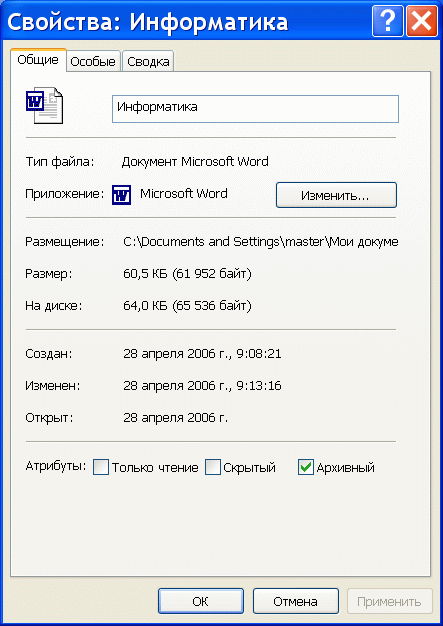 Свойства: Информатика
Общие Особые Сводка
Информатика
Тип файла: Документ Microsoft Word
Приложение: Microsoft Word Изменить...
Размещение: C:\Documents and Settings\master\Мои докуме
Размер: 60,5 КБ (61 952 байт)
На диске: 64,0 КБ (65 536 байт)
Создан: 28 апреля 2006 г., 9:08:21
Изменен: 28 апреля 2006 г., 9:13:16
Открыт: 28 апреля 2006 г.
Атрибуты: Только чтение Скрытый Архивный
ОК Отмена Применить